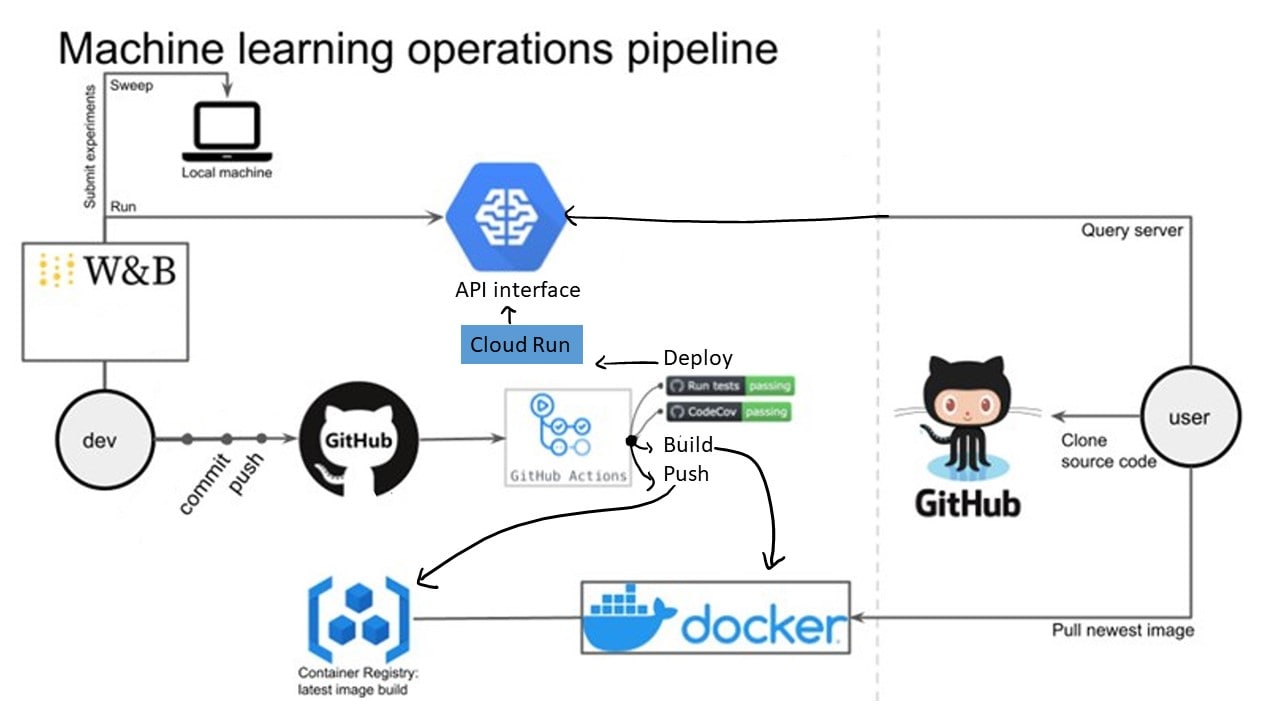 Machine learning operations pipeline
Sweep
Submit experiments
Local machine
Run
Query server
W&B
API interface
Cloud Run
Deploy
Run tests passing
CodeCov passing
dev
commit
push
GitHub
GitHub Actions
Build
Push
user
Clone
source code
GitHub
docker
Pull newest image
Container Registry:
latest image build